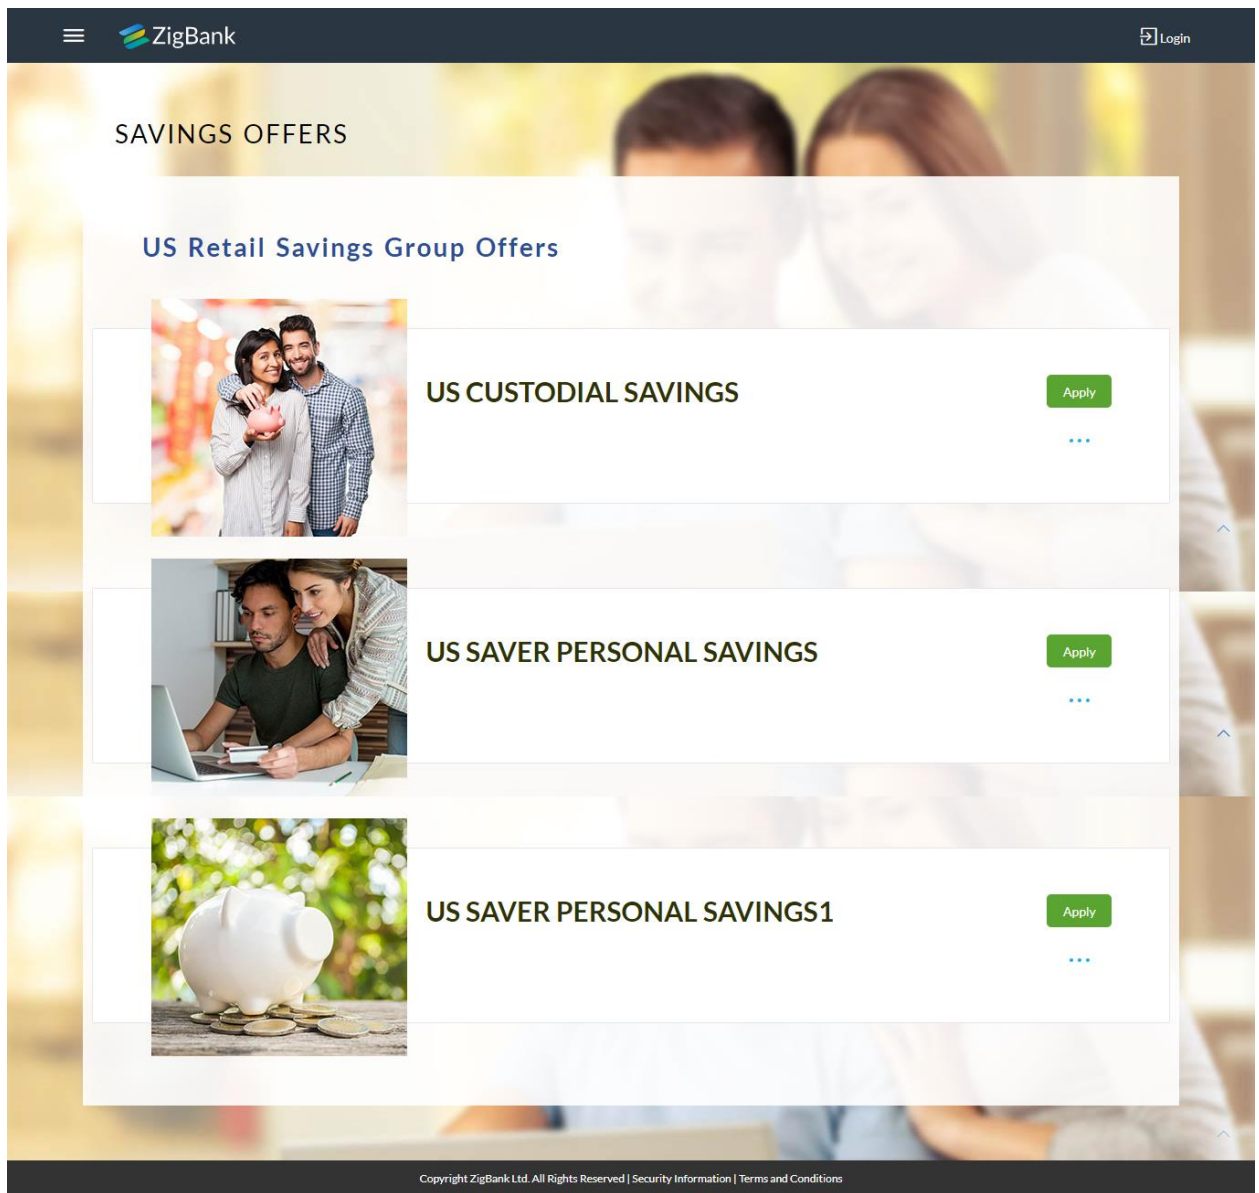 ZigBank
Login
SAVINGS OFFERS
US Retail Savings Group Offers
US CUSTODIAL SAVINGS
Apply
US SAVER PERSONAL SAVINGS
Apply
US SAVER PERSONAL SAVINGS1
Apply
Copyright ZigBank Ltd. All Rights Reserved | Security Information | Terms and Conditions